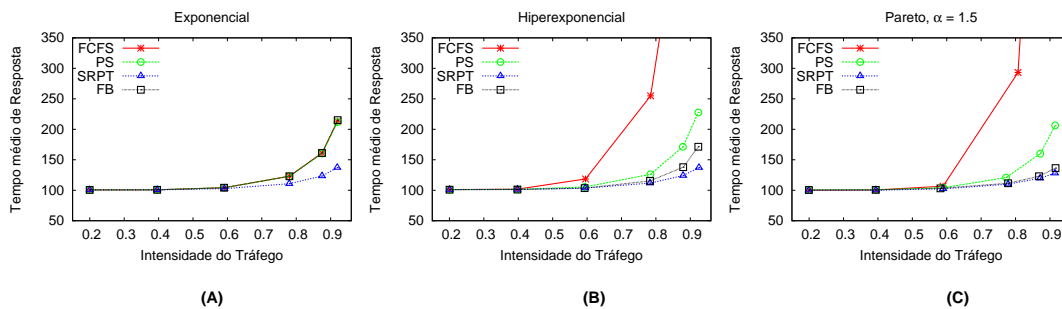 Exponencial
Tempo médio de Resposta
350
300
250
200
150
100
50
FCFS
PS
SRPT
FB
0.2 0.3 0.4 0.5 0.6 0.7 0.8 0.9
Intensidade do Tráfego
(A)
Hiperexponencial
Tempo médio de Resposta
350
300
250
200
150
100
50
FCFS
PS
SRPT
FB
0.2 0.3 0.4 0.5 0.6 0.7 0.8 0.9
Intensidade do Tráfego
(B)
Pareto, α = 1.5
Tempo médio de Resposta
350
300
250
200
150
100
50
FCFS
PS
SRPT
FB
0.2 0.3 0.4 0.5 0.6 0.7 0.8 0.9
Intensidade do Tráfego
(C)